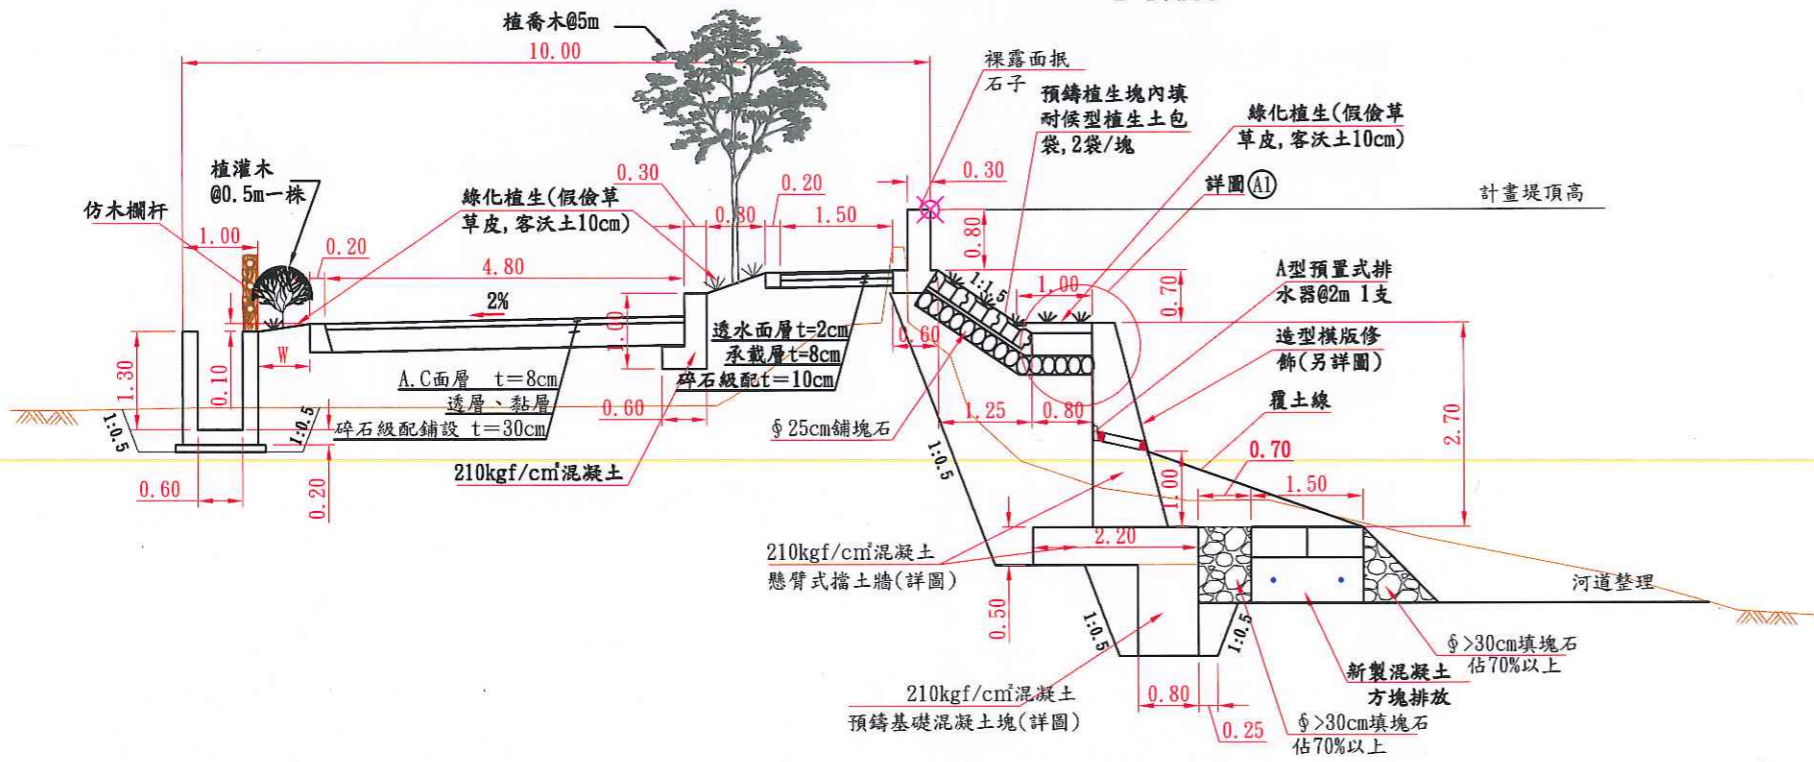 植喬木@5m
10.00
裸露面抿
石子
預鑄植生塊內填
耐侯型植生土包
袋,2袋/塊
綠化植生(假儉草
草皮,客沃土10cm)
詳圖A1
計畫堤頂高
植灌木
@0.5m一株
仿木欄杆
綠化植生(假儉草
草皮,客沃土10cm)
0.30
0.80
0.20
1.50
0.30
0.80
1.00
0.20
4.80
2%
1:1.5
1.00
0.70
A型預置式排
水器@2m 1支
造型模版修
飾(另詳圖)
覆土線
1.30
0.10
W
1.00
透水面層t=2cm
承載層t=8cm
碎石級配t=10cm
0.60
A.C面層 t=8cm
透層、黏層
碎石級配鋪設 t=30cm
0.60
1:0.5
1:0.5
0.60
0.20
210kgf/cm²混凝土
∮25cm舖塊石
1.25
0.80
1:0.5
2.70
0.70
1.50
1.00
2.20
210kgf/cm²混凝土
懸臂式擋土牆(詳圖)
0.50
1:0.5
1:0.5
河道整理
∮>30cm填塊石
佔70%以上
新製混凝土
方塊排放
210kgf/cm²混凝土
預鑄基礎混凝土塊(詳圖)
0.80
0.25
∮>30cm填塊石
佔70%以上